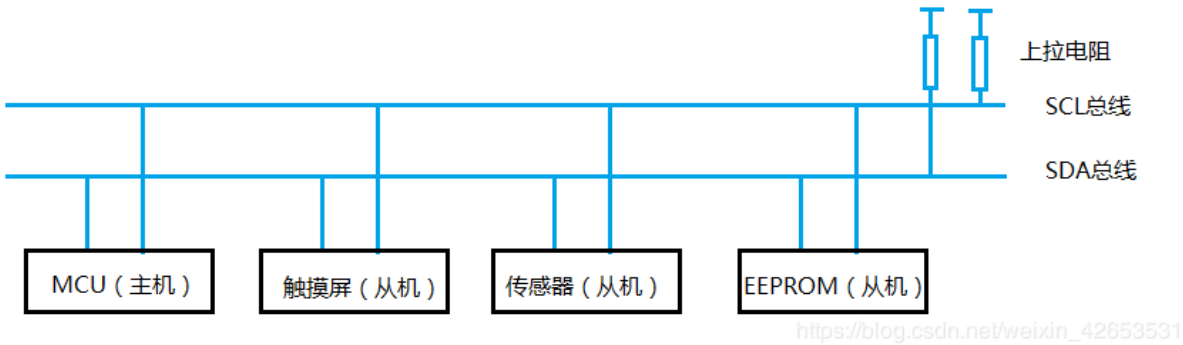 上拉电阻
SCL总线
SDA总线
MCU（主机）
触摸屏（从机）
传感器（从机）
EEPROM（从机）
https://blog.csdn.net/weixin_42653531